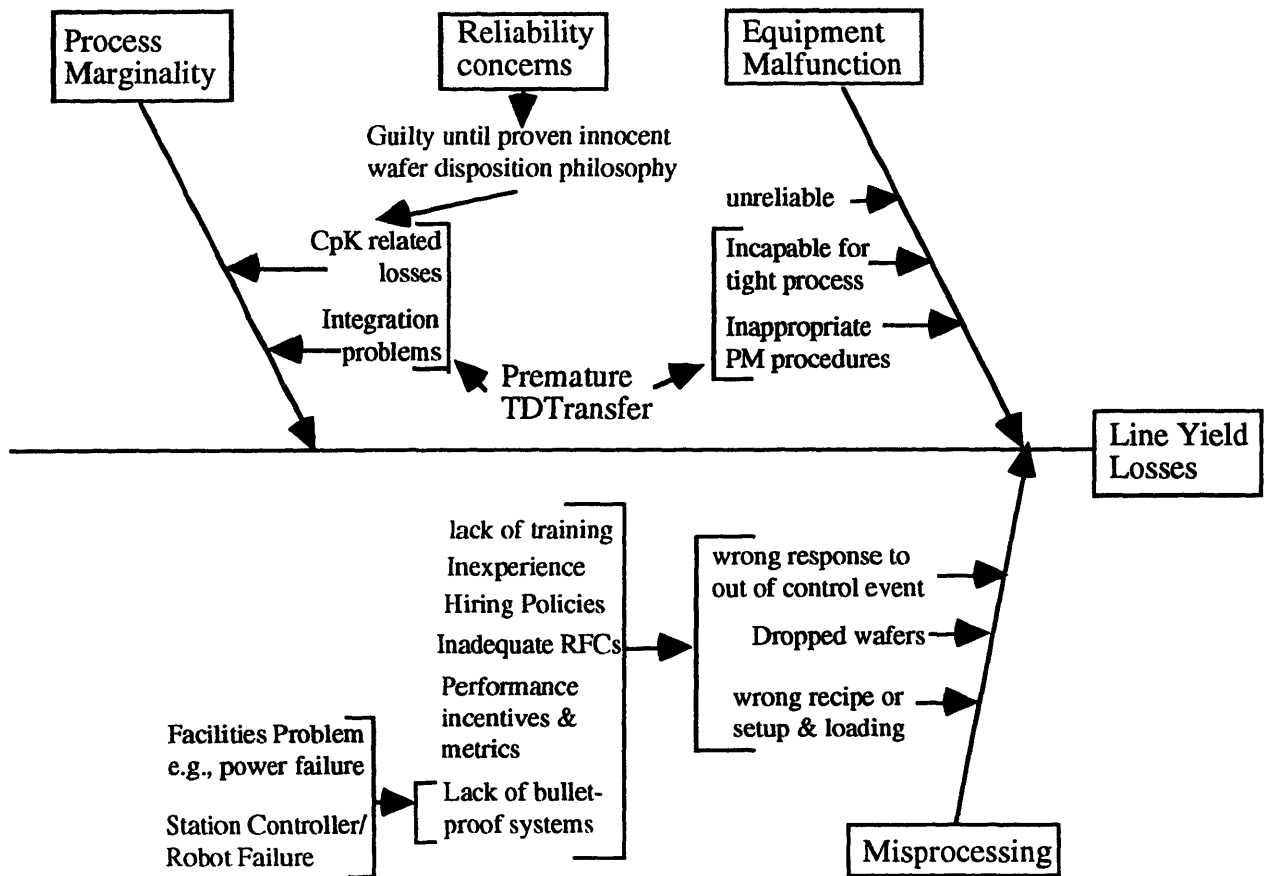 Process
Marginality
Reliability
concerns
Equipment
Malfunction
Guilty until proven innocent
wafer disposition philosophy
unreliable
CpK related
losses
Incapable for
tight process
Integration
problems
Inappropriate
PM procedures
Premature
TDTransfer
Line Yield
Losses
lack of training
Inexperience
Hiring Policies
Inadequate RFCs
Performance
incentives &
metrics
Lack of bullet-
proof systems
wrong response to
out of control event
Dropped wafers
wrong recipe or
setup & loading
Facilities Problem
e.g., power failure
Station Controller/
Robot Failure
Misprocessing